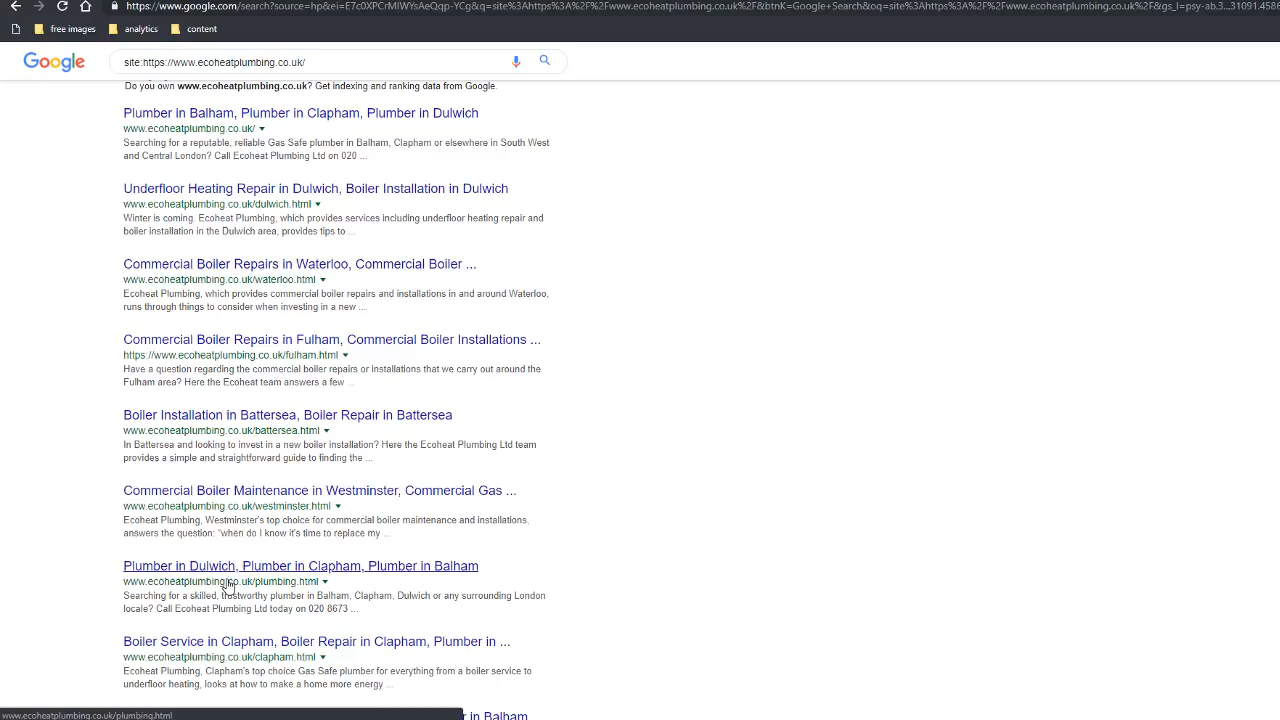 https://www.google.com/search?source=hp&ei=E7c0XPCrMIWYsAeQqp-YCg&q=site%3Ahttps%3A%2F%2Fwww.ecoheatplumbing.co.uk%2F&btnK=Google+Search&oq=site%3Ahttps%3A%2F%2Fwww.ecoheatplumbing.co.uk%2F&gs_l=psy-ab.3...31091.4586
free images
analytics
content
Google
site:https://www.ecoheatplumbing.co.uk/
Do you own www.ecoheatplumbing.co.uk? Get indexing and ranking data from Google.
Plumber in Balham, Plumber in Clapham, Plumber in Dulwich
www.ecoheatplumbing.co.uk/
Searching for a reputable, reliable Gas Safe plumber in Balham, Clapham or elsewhere in South West
and Central London? Call Ecoheat Plumbing Ltd on 020 ...
Underfloor Heating Repair in Dulwich, Boiler Installation in Dulwich
www.ecoheatplumbing.co.uk/dulwich.html
Winter is coming. Ecoheat Plumbing, which provides services including underfloor heating repair and
boiler installation in the Dulwich area, provides tips to ...
Commercial Boiler Repairs in Waterloo, Commercial Boiler ...
www.ecoheatplumbing.co.uk/waterloo.html
Ecoheat Plumbing, which provides commercial boiler repairs and installations in and around Waterloo,
runs through things to consider when investing in a new ...
Commercial Boiler Repairs in Fulham, Commercial Boiler Installations ...
https://www.ecoheatplumbing.co.uk/fulham.html
Have a question regarding the commercial boiler repairs or installations that we carry out around the
Fulham area? Here the Ecoheat team answers a few ...
Boiler Installation in Battersea, Boiler Repair in Battersea
www.ecoheatplumbing.co.uk/battersea.html
In Battersea and looking to invest in a new boiler installation? Here the Ecoheat Plumbing Ltd team
provides a simple and straightforward guide to finding the ...
Commercial Boiler Maintenance in Westminster, Commercial Gas ...
www.ecoheatplumbing.co.uk/westminster.html
Ecoheat Plumbing, Westminster's top choice for commercial boiler maintenance and installations,
answers the question: "when do I know it's time to replace my ...
Plumber in Dulwich, Plumber in Clapham, Plumber in Balham
www.ecoheatplumbing.co.uk/plumbing.html
Searching for a skilled, trustworthy plumber in Balham, Clapham, Dulwich or any surrounding London
locale? Call Ecoheat Plumbing Ltd today on 020 8673 ...
Boiler Service in Clapham, Boiler Repair in Clapham, Plumber in ...
www.ecoheatplumbing.co.uk/clapham.html
Ecoheat Plumbing, Clapham's top choice Gas Safe plumber for everything from a boiler service to
underfloor heating, looks at how to make a home more energy ...
www.ecoheatplumbing.co.uk/plumbing.html
r in Balham